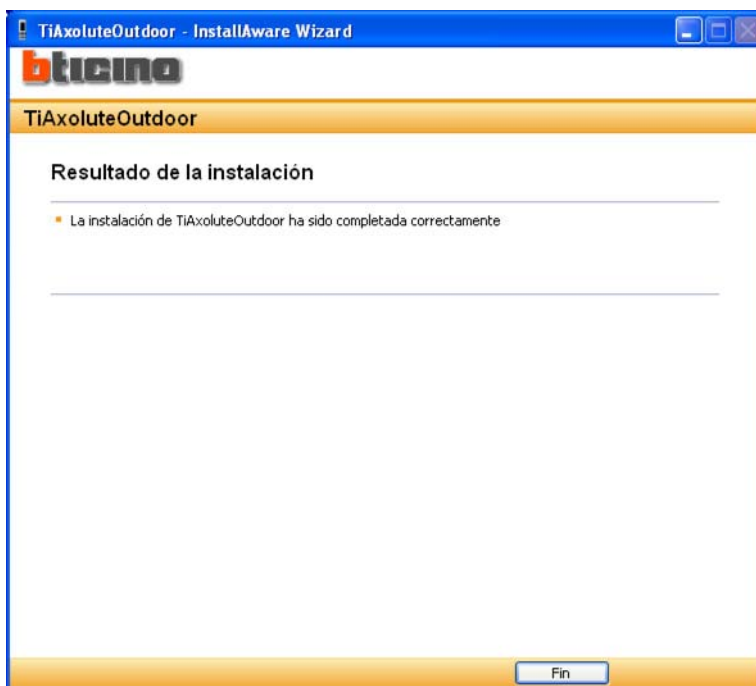 TiAxoluteOutdoor - InstallAware Wizard
bticino
TiAxoluteOutdoor
Resultado de la instalación
La instalación de TiAxoluteOutdoor ha sido completada correctamente
Fin